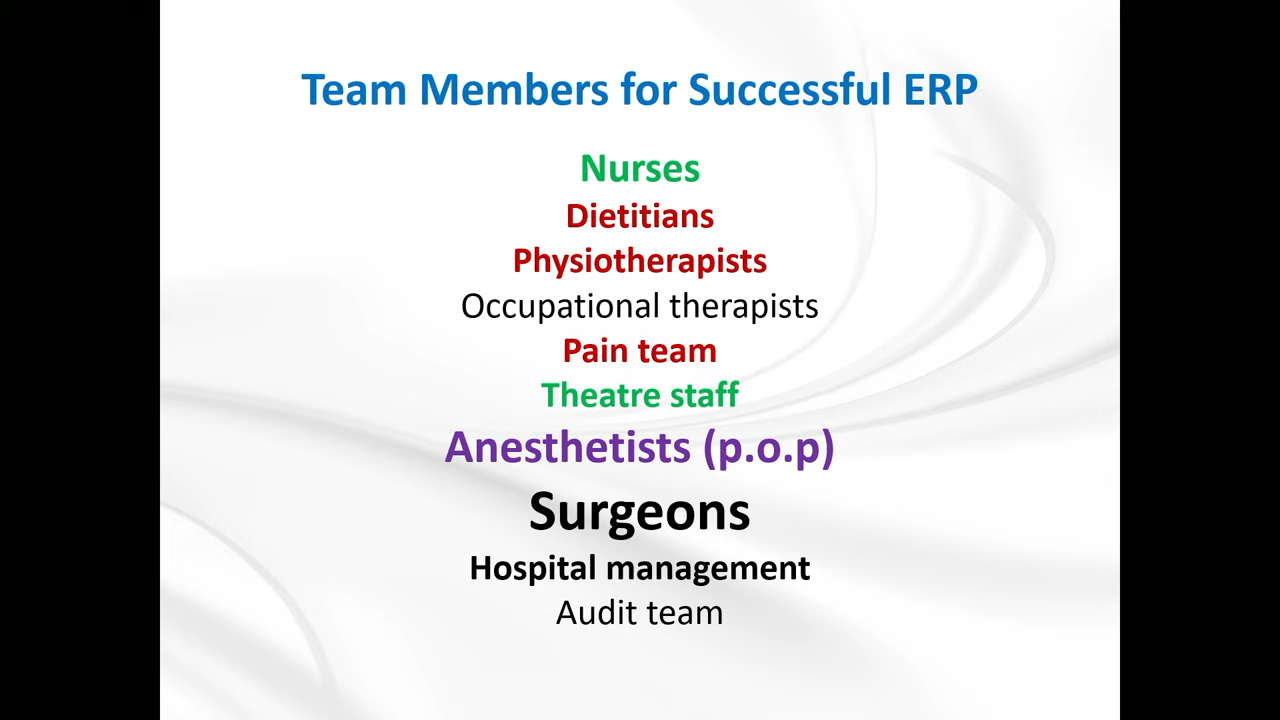 Team Members for Successful ERP
Nurses
Dietitians
Physiotherapists
Occupational therapists
Pain team
Theatre staff
Anesthetists (p.o.p)
Surgeons
Hospital management
Audit team